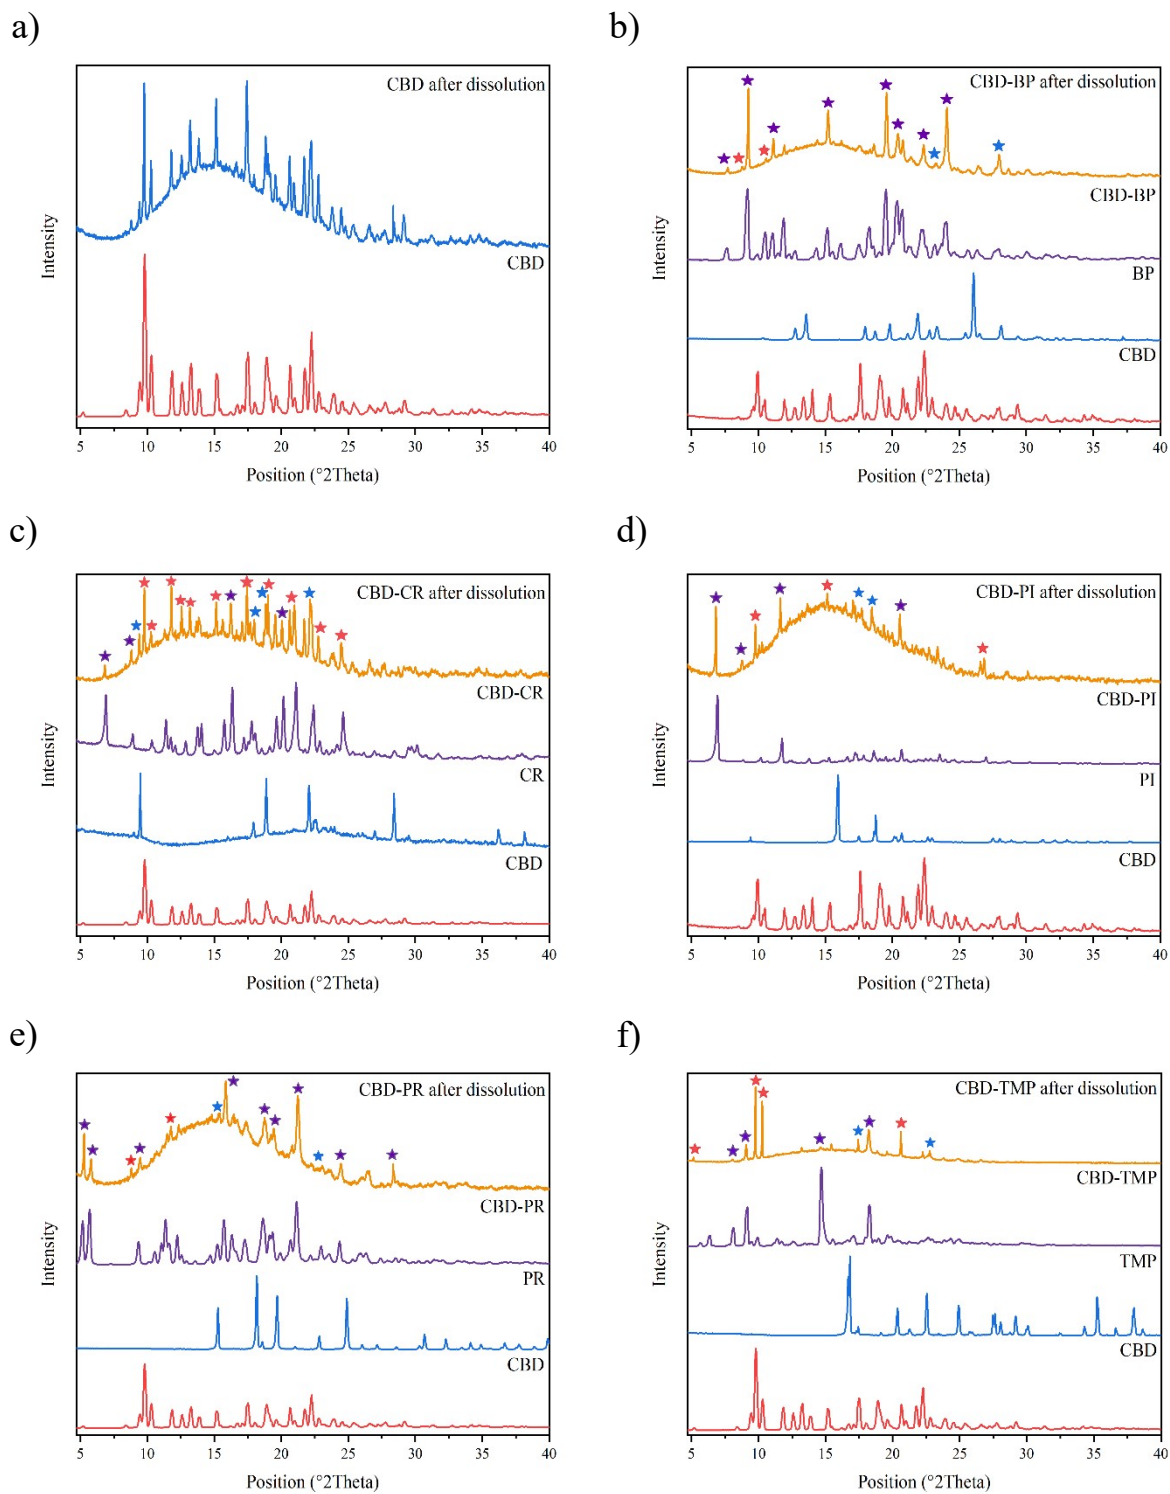 a)
CBD after dissolution
CBD
Intensity
5 10 15 20 25 30 35 40
Position (°2Theta)
b)
CBD-BP after dissolution
CBD-BP
BP
CBD
Intensity
5 10 15 20 25 30 35 40
Position (°2Theta)
c)
CBD-CR after dissolution
CBD-CR
CR
CBD
Intensity
5 10 15 20 25 30 35 40
Position (°2Theta)
d)
CBD-PI after dissolution
CBD-PI
PI
CBD
Intensity
5 10 15 20 25 30 35 40
Position (°2Theta)
e)
CBD-PR after dissolution
CBD-PR
PR
CBD
Intensity
5 10 15 20 25 30 35 40
Position (°2Theta)
f)
CBD-TMP after dissolution
CBD-TMP
TMP
CBD
Intensity
5 10 15 20 25 30 35 40
Position (°2Theta)